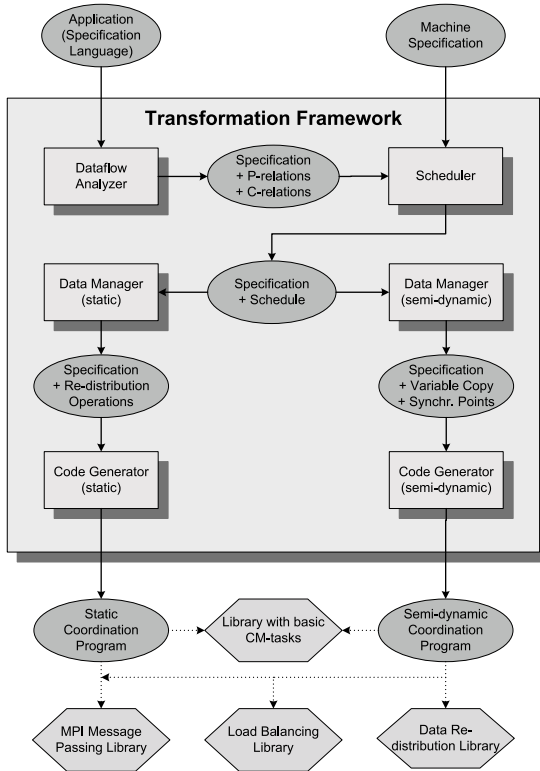 Application
(Specification
Language)
Machine
Specification
Transformation Framework
Dataflow
Analyzer
Specification
+ P-relations
+ C-relations
Scheduler
Data Manager
(static)
Specification
+ Schedule
Data Manager
(semi-dynamic)
Specification
+ Re-distribution
Operations
Specification
+ Variable Copy
+ Synchr. Points
Code Generator
(static)
Code Generator
(semi-dynamic)
Static
Coordination
Program
Library with basic
CM-tasks
Semi-dynamic
Coordination
Program
MPI Message
Passing Library
Load Balancing
Library
Data Re-
distribution Library